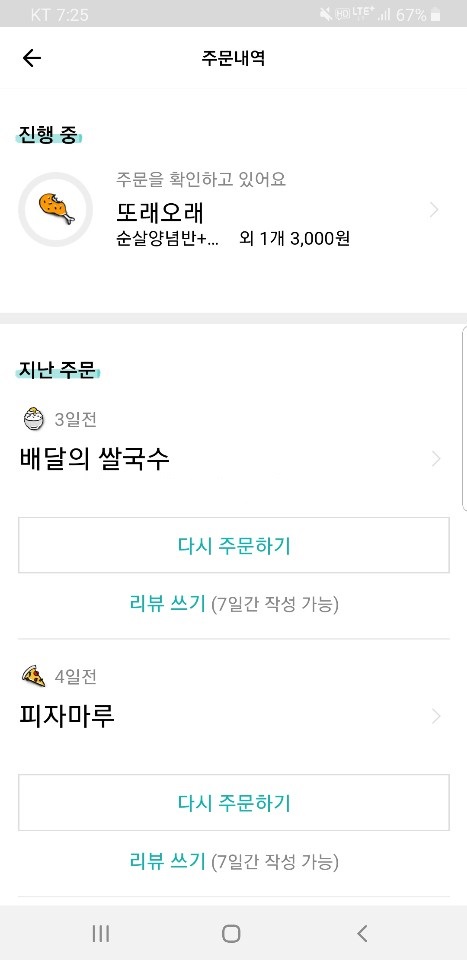 KT 7:25 HD LTE+ 67%
주문내역
진행 중
주문을 확인하고 있어요
또래오래
순살양념반+... 외 1개 3,000원
지난 주문
3일전
배달의 쌀국수
다시 주문하기
리뷰 쓰기 (7일간 작성 가능)
4일전
피자마루
다시 주문하기
리뷰 쓰기 (7일간 작성 가능)